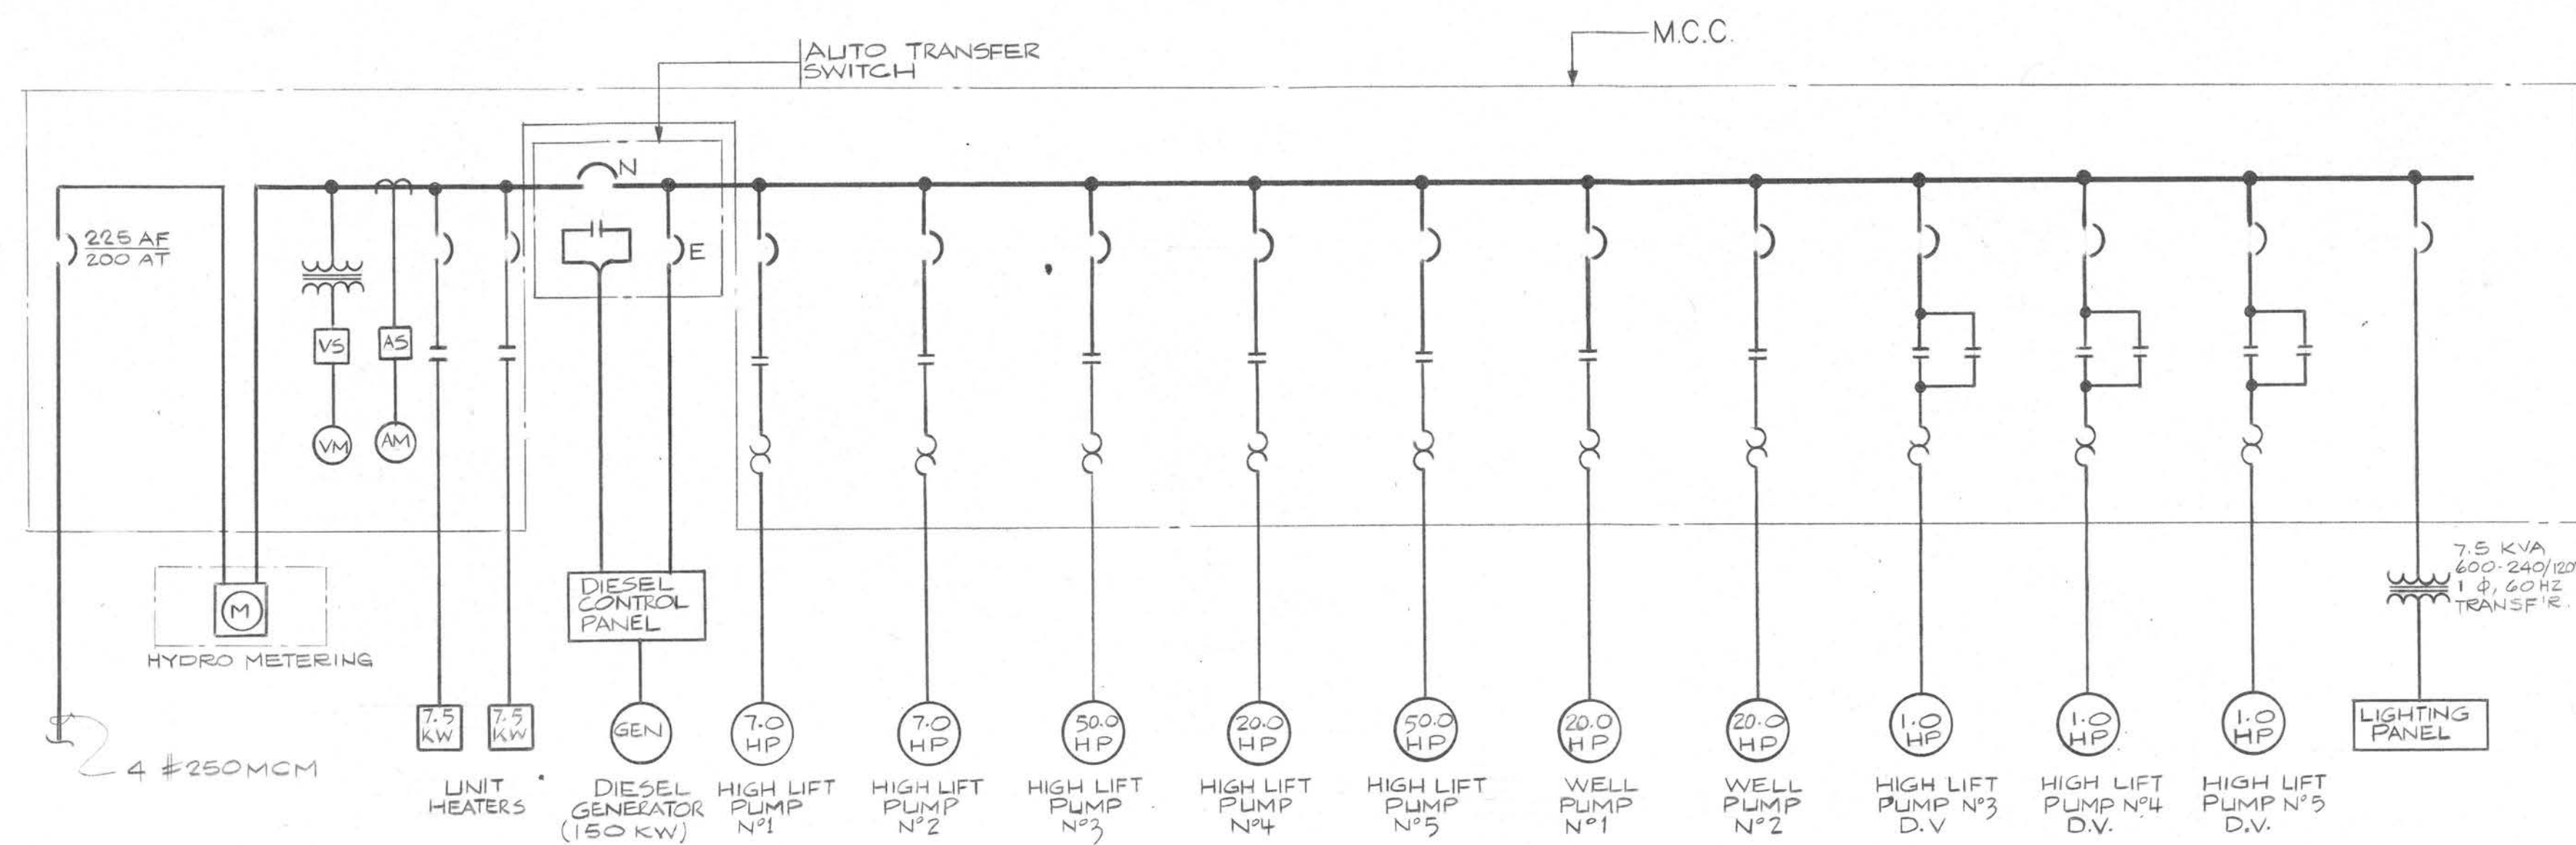 M.C.C.
AUTO TRANSFER
SWITCH
N
225 AF
200 AT
E
VS
AS
VM
AM
7.5 KVA
600-240/120V
1 Φ, 60 HZ
TRANSF'R.
DIESEL
CONTROL
PANEL
M
HYDRO METERING
4 #250MCM
7.5
KW
7.5
KW
UNIT
HEATERS
GEN
DIESEL
GENERATOR
(150 KW)
7.0
HP
HIGH LIFT
PUMP
Nº1
7.0
HP
HIGH LIFT
PUMP
Nº2
50.0
HP
HIGH LIFT
PUMP
Nº3
20.0
HP
HIGH LIFT
PUMP
Nº4
50.0
HP
HIGH LIFT
PUMP
Nº5
20.0
HP
WELL
PUMP
Nº1
20.0
HP
WELL
PUMP
Nº2
1.0
HP
HIGH LIFT
PUMP Nº3
D.V
1.0
HP
HIGH LIFT
PUMP Nº4
D.V.
1.0
HP
HIGH LIFT
PUMP Nº5
D.V.
LIGHTING
PANEL